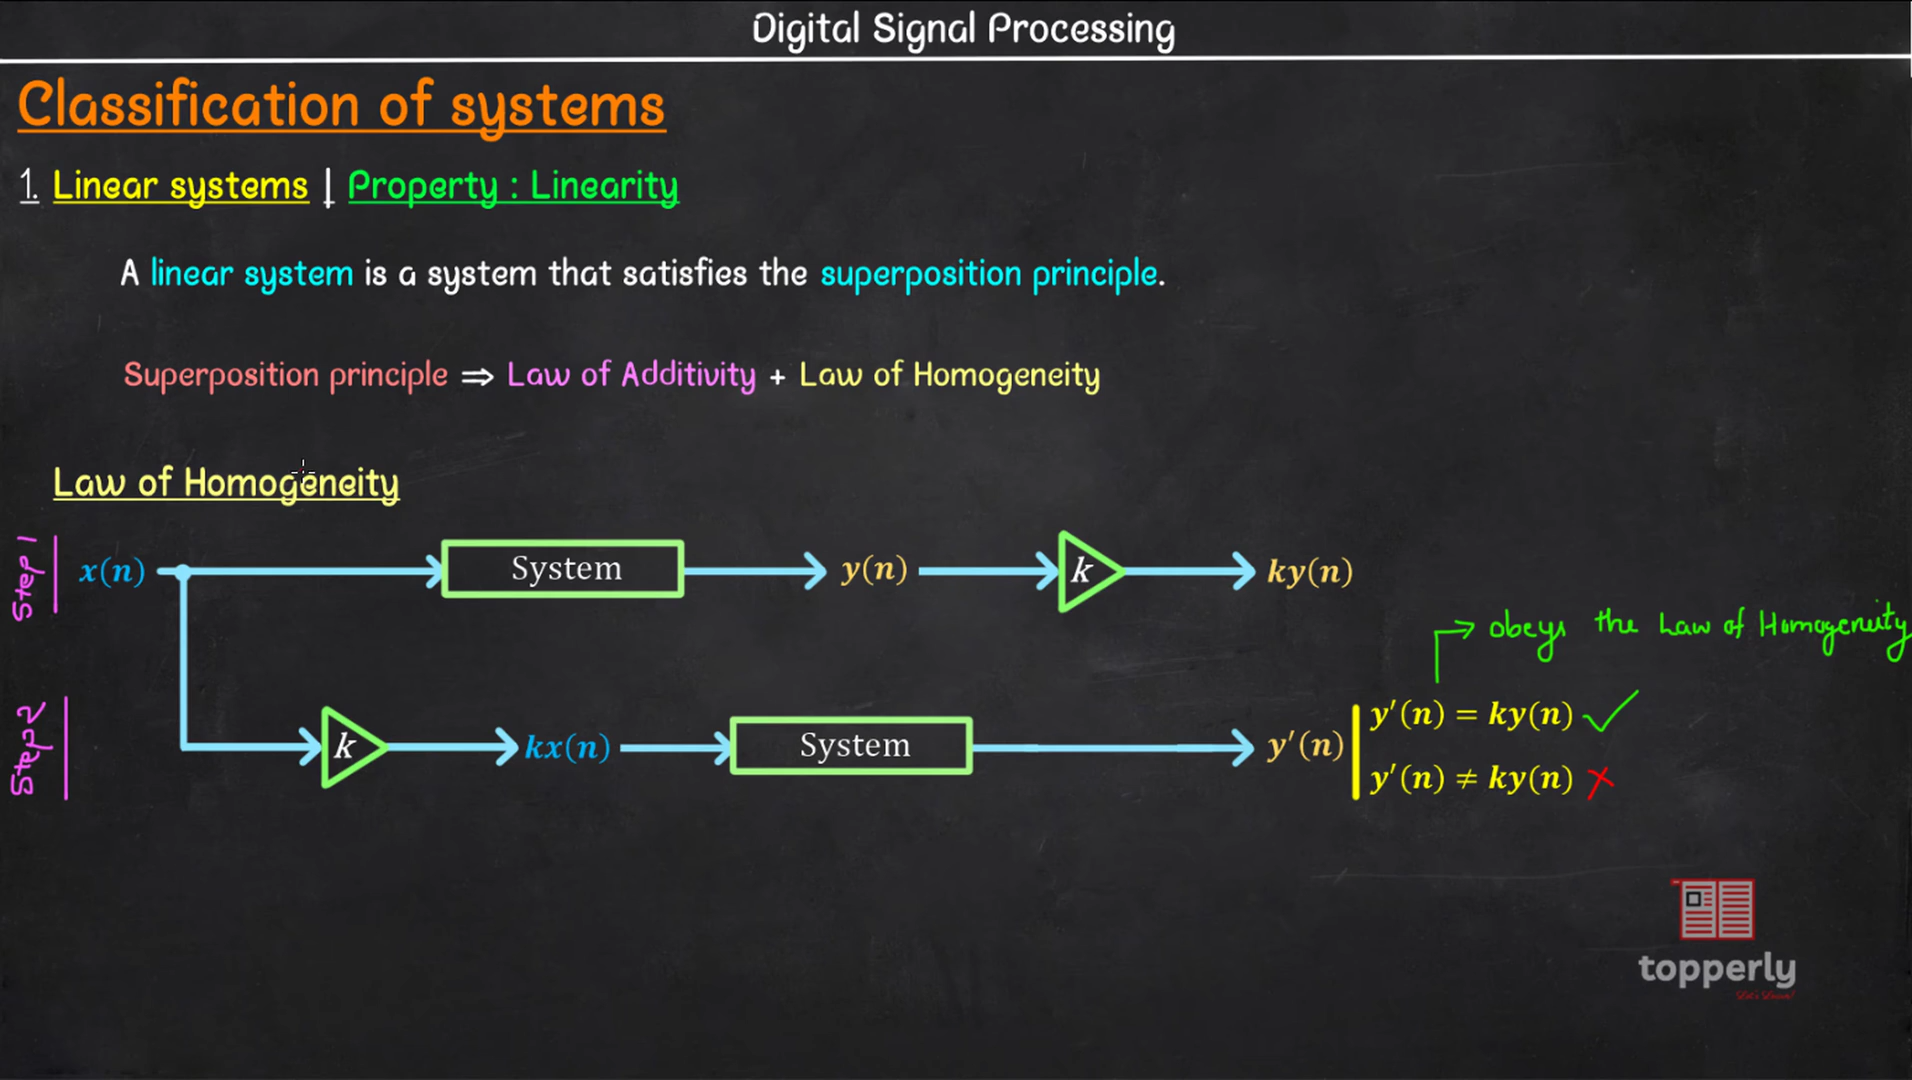 Digital Signal Processing
Classification of systems
1. Linear systems | Property : Linearity
A linear system is a system that satisfies the superposition principle.
Superposition principle ⇒ Law of Additivity + Law of Homogeneity
Law of Homogeneity
Step 1
x(n)
System
y(n)
k
ky(n)
obeys the Law of Homogeneity
Step 2
k
kx(n)
System
y′(n)
y′(n) = ky(n) ✓
y′(n) ≠ ky(n) ✗
topperly